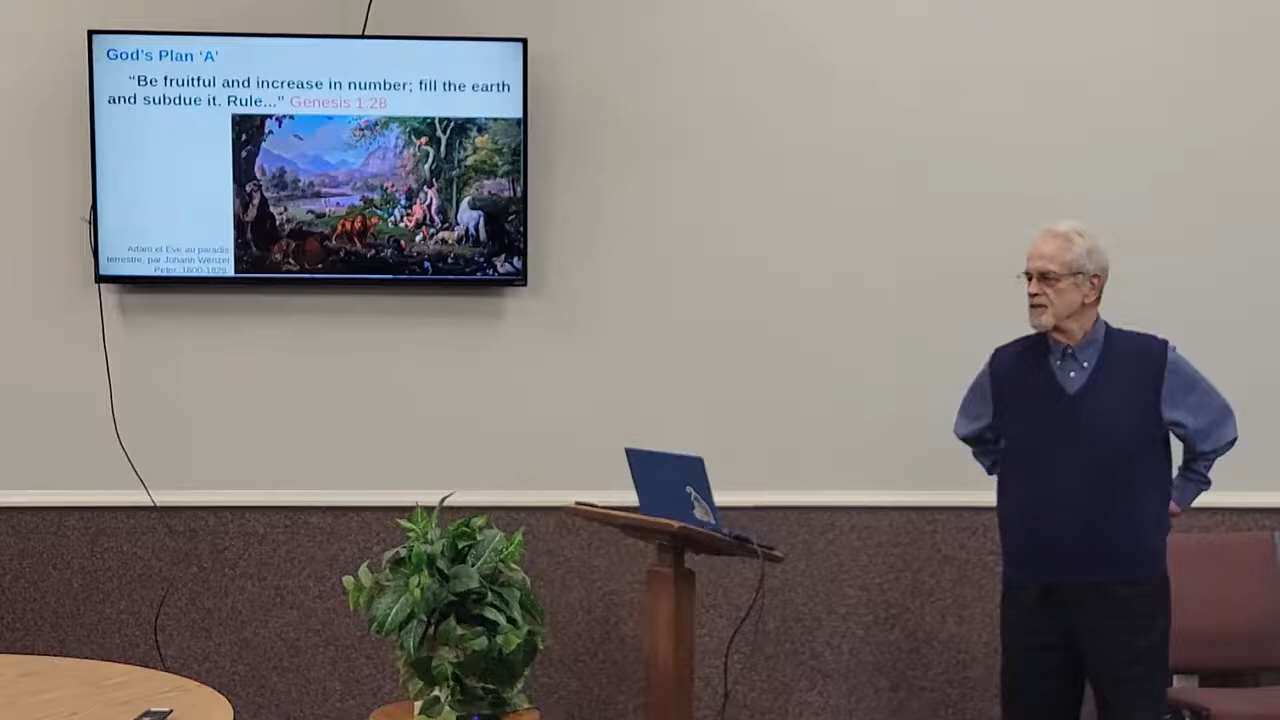 God's Plan ‘A’
“Be fruitful and increase in number; fill the earth
and subdue it. Rule...” Genesis 1:28
Adam et Eve au paradis
terrestre, par Johann Wenzel
Peter, 1800-1829.